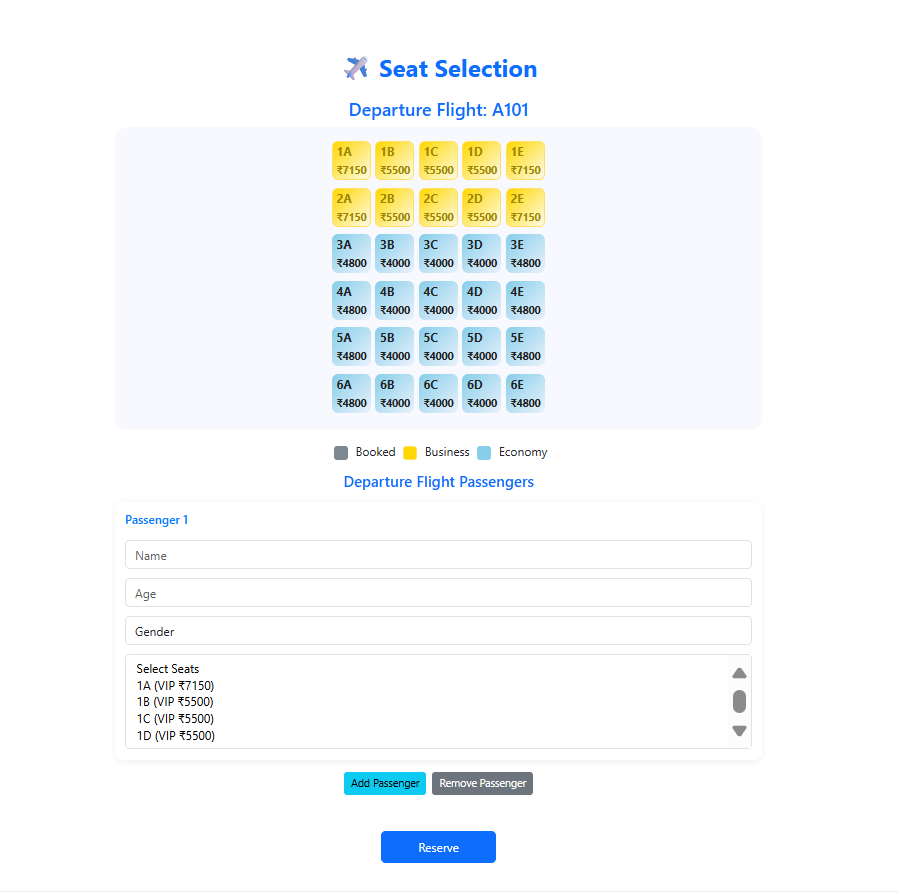 Seat Selection
Departure Flight: A101
1A 1B 1C 1D 1E
₹7150 ₹5500 ₹5500 ₹5500 ₹7150
2A 2B 2C 2D 2E
₹7150 ₹5500 ₹5500 ₹5500 ₹7150
3A 3B 3C 3D 3E
₹4800 ₹4000 ₹4000 ₹4000 ₹4800
4A 4B 4C 4D 4E
₹4800 ₹4000 ₹4000 ₹4000 ₹4800
5A 5B 5C 5D 5E
₹4800 ₹4000 ₹4000 ₹4000 ₹4800
6A 6B 6C 6D 6E
₹4800 ₹4000 ₹4000 ₹4000 ₹4800
Booked Business Economy
Departure Flight Passengers
Passenger 1
Name
Age
Gender
Select Seats
1A (VIP ₹7150)
1B (VIP ₹5500)
1C (VIP ₹5500)
1D (VIP ₹5500)
Add Passenger Remove Passenger
Reserve